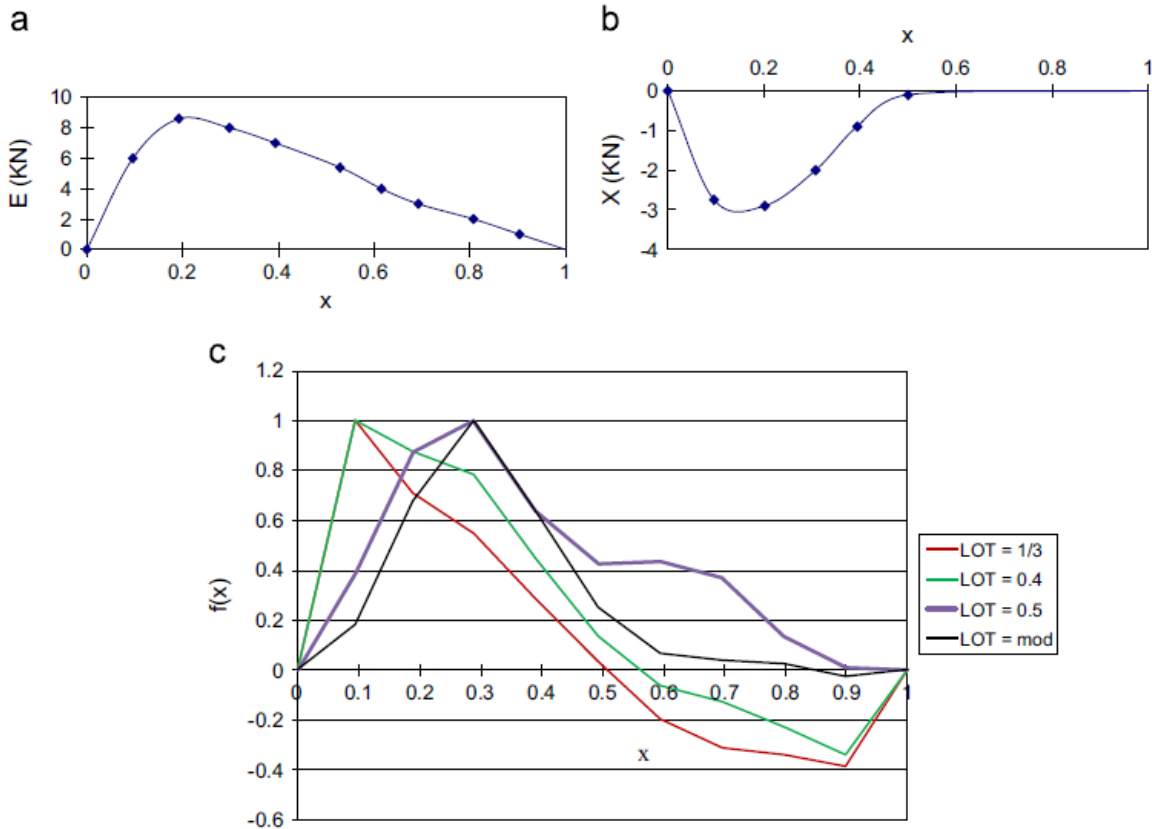 a
E (KN)
10
8
6
4
2
0
0 0.2 0.4 0.6 0.8 1
x
b
x
0 0.2 0.4 0.6 0.8 1
X (KN)
0
-1
-2
-3
-4
c
f(x)
1.2
1
0.8
0.6
0.4
0.2
0
-0.2
-0.4
-0.6
0 0.1 0.2 0.3 0.4 0.5 0.6 0.7 0.8 0.9 1
x
LOT = 1/3
LOT = 0.4
LOT = 0.5
LOT = mod